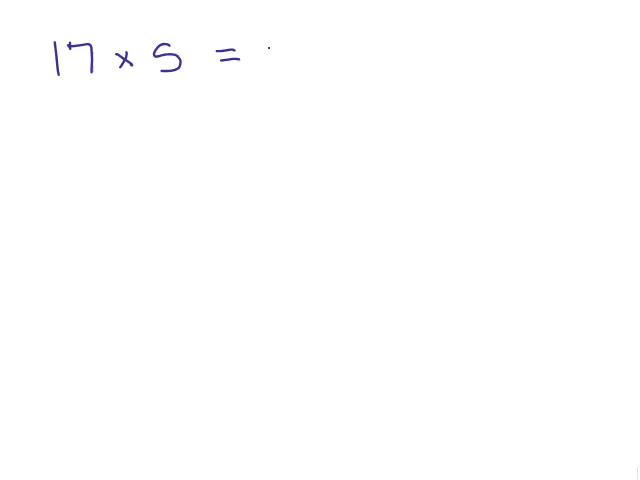 17 × 5 =